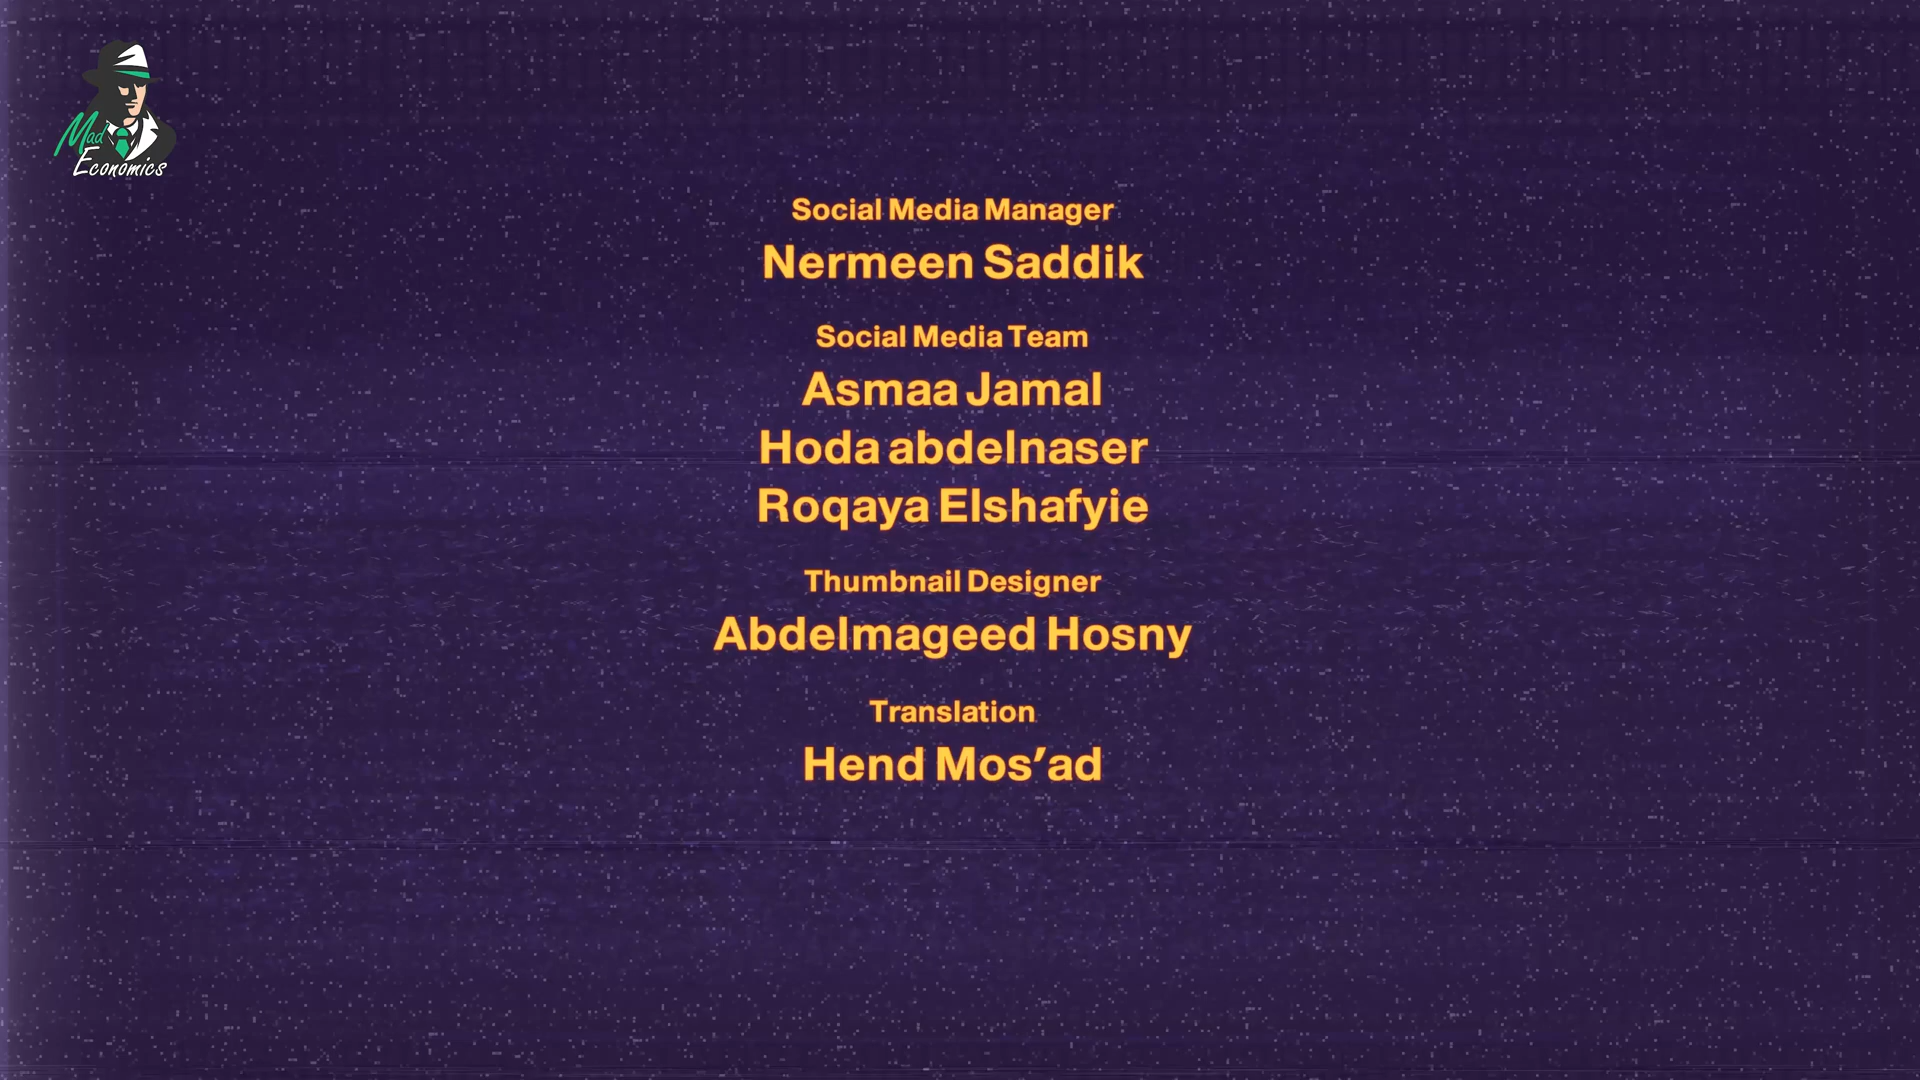 Mad
Economics
Social Media Manager
Nermeen Saddik
Social Media Team
Asmaa Jamal
Hoda abdelnaser
Roqaya Elshafyie
Thumbnail Designer
Abdelmageed Hosny
Translation
Hend Mos’ad